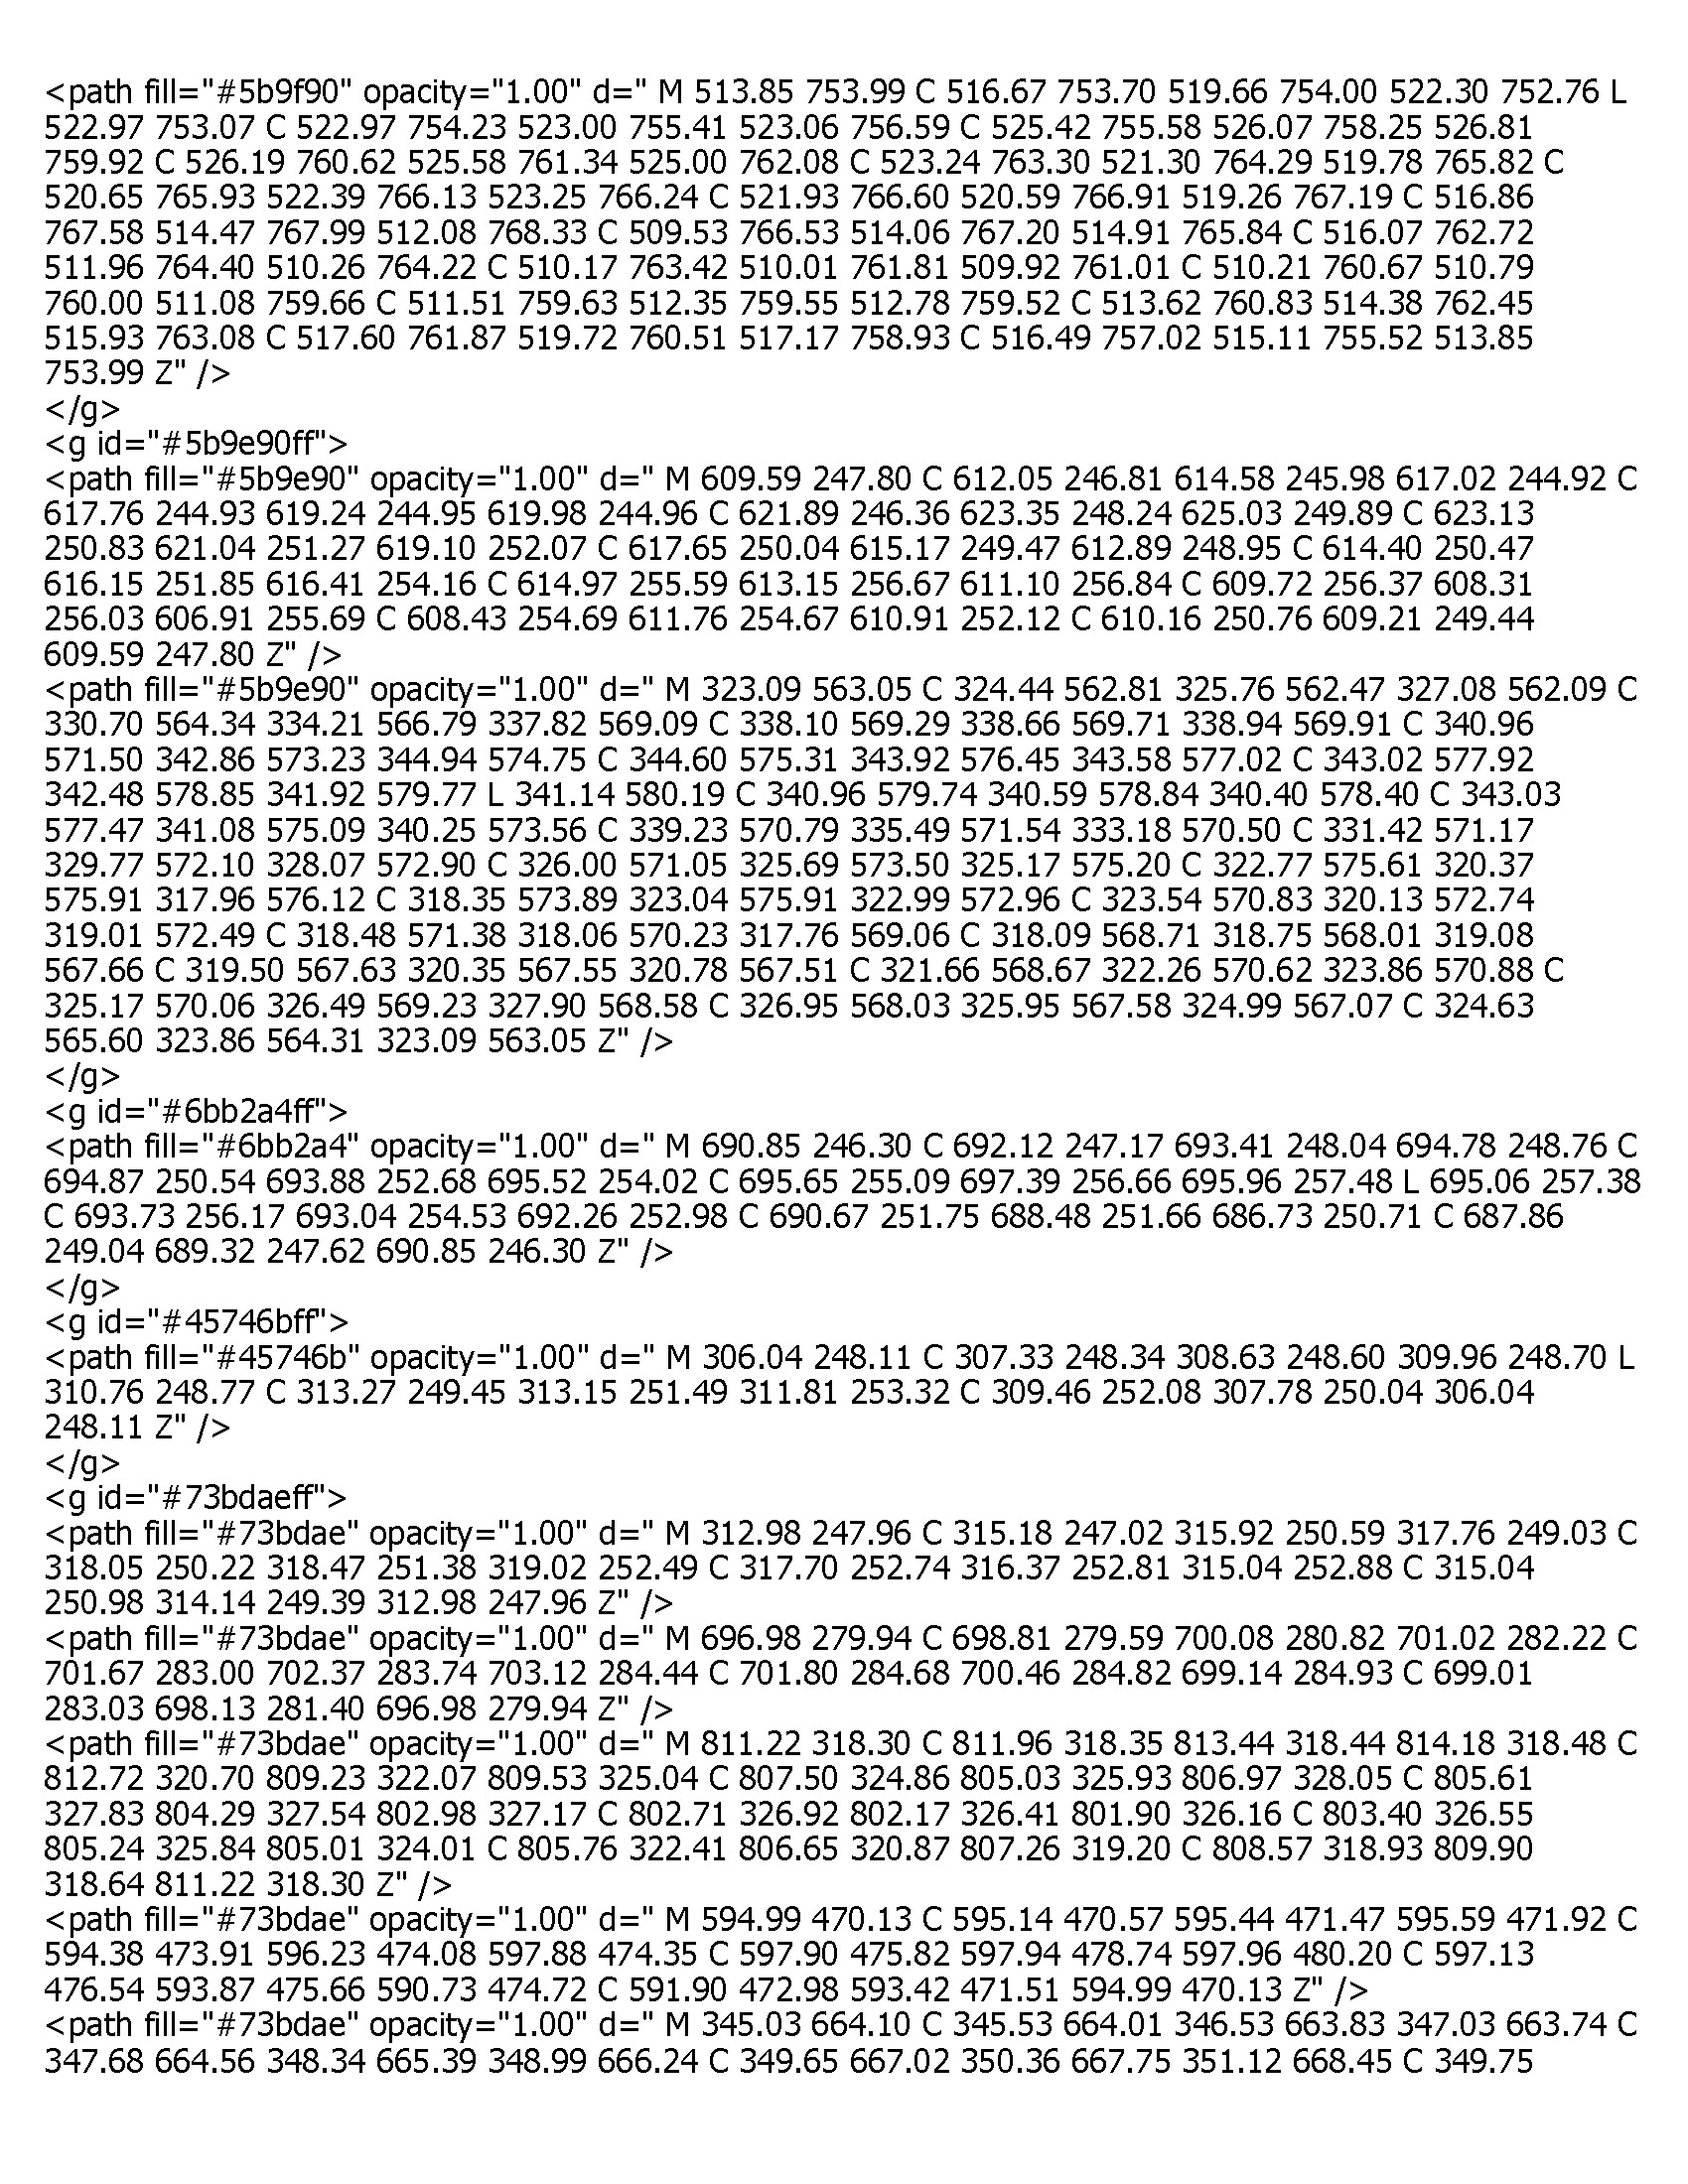 <path fill="#5b9f90" opacity="1.00" d=" M 513.85 753.99 C 516.67 753.70 519.66 754.00 522.30 752.76 L
522.97 753.07 C 522.97 754.23 523.00 755.41 523.06 756.59 C 525.42 755.58 526.07 758.25 526.81
759.92 C 526.19 760.62 525.58 761.34 525.00 762.08 C 523.24 763.30 521.30 764.29 519.78 765.82 C
520.65 765.93 522.39 766.13 523.25 766.24 C 521.93 766.60 520.59 766.91 519.26 767.19 C 516.86
767.58 514.47 767.99 512.08 768.33 C 509.53 766.53 514.06 767.20 514.91 765.84 C 516.07 762.72
511.96 764.40 510.26 764.22 C 510.17 763.42 510.01 761.81 509.92 761.01 C 510.21 760.67 510.79
760.00 511.08 759.66 C 511.51 759.63 512.35 759.55 512.78 759.52 C 513.62 760.83 514.38 762.45
515.93 763.08 C 517.60 761.87 519.72 760.51 517.17 758.93 C 516.49 757.02 515.11 755.52 513.85
753.99 Z" />
</g>
<g id="#5b9e90ff">
<path fill="#5b9e90" opacity="1.00" d=" M 609.59 247.80 C 612.05 246.81 614.58 245.98 617.02 244.92 C
617.76 244.93 619.24 244.95 619.98 244.96 C 621.89 246.36 623.35 248.24 625.03 249.89 C 623.13
250.83 621.04 251.27 619.10 252.07 C 617.65 250.04 615.17 249.47 612.89 248.95 C 614.40 250.47
616.15 251.85 616.41 254.16 C 614.97 255.59 613.15 256.67 611.10 256.84 C 609.72 256.37 608.31
256.03 606.91 255.69 C 608.43 254.69 611.76 254.67 610.91 252.12 C 610.16 250.76 609.21 249.44
609.59 247.80 Z" />
<path fill="#5b9e90" opacity="1.00" d=" M 323.09 563.05 C 324.44 562.81 325.76 562.47 327.08 562.09 C
330.70 564.34 334.21 566.79 337.82 569.09 C 338.10 569.29 338.66 569.71 338.94 569.91 C 340.96
571.50 342.86 573.23 344.94 574.75 C 344.60 575.31 343.92 576.45 343.58 577.02 C 343.02 577.92
342.48 578.85 341.92 579.77 L 341.14 580.19 C 340.96 579.74 340.59 578.84 340.40 578.40 C 343.03
577.47 341.08 575.09 340.25 573.56 C 339.23 570.79 335.49 571.54 333.18 570.50 C 331.42 571.17
329.77 572.10 328.07 572.90 C 326.00 571.05 325.69 573.50 325.17 575.20 C 322.77 575.61 320.37
575.91 317.96 576.12 C 318.35 573.89 323.04 575.91 322.99 572.96 C 323.54 570.83 320.13 572.74
319.01 572.49 C 318.48 571.38 318.06 570.23 317.76 569.06 C 318.09 568.71 318.75 568.01 319.08
567.66 C 319.50 567.63 320.35 567.55 320.78 567.51 C 321.66 568.67 322.26 570.62 323.86 570.88 C
325.17 570.06 326.49 569.23 327.90 568.58 C 326.95 568.03 325.95 567.58 324.99 567.07 C 324.63
565.60 323.86 564.31 323.09 563.05 Z" />
</g>
<g id="#6bb2a4ff">
<path fill="#6bb2a4" opacity="1.00" d=" M 690.85 246.30 C 692.12 247.17 693.41 248.04 694.78 248.76 C
694.87 250.54 693.88 252.68 695.52 254.02 C 695.65 255.09 697.39 256.66 695.96 257.48 L 695.06 257.38
C 693.73 256.17 693.04 254.53 692.26 252.98 C 690.67 251.75 688.48 251.66 686.73 250.71 C 687.86
249.04 689.32 247.62 690.85 246.30 Z" />
</g>
<g id="#45746bff">
<path fill="#45746b" opacity="1.00" d=" M 306.04 248.11 C 307.33 248.34 308.63 248.60 309.96 248.70 L
310.76 248.77 C 313.27 249.45 313.15 251.49 311.81 253.32 C 309.46 252.08 307.78 250.04 306.04
248.11 Z" />
</g>
<g id="#73bdaeff">
<path fill="#73bdae" opacity="1.00" d=" M 312.98 247.96 C 315.18 247.02 315.92 250.59 317.76 249.03 C
318.05 250.22 318.47 251.38 319.02 252.49 C 317.70 252.74 316.37 252.81 315.04 252.88 C 315.04
250.98 314.14 249.39 312.98 247.96 Z" />
<path fill="#73bdae" opacity="1.00" d=" M 696.98 279.94 C 698.81 279.59 700.08 280.82 701.02 282.22 C
701.67 283.00 702.37 283.74 703.12 284.44 C 701.80 284.68 700.46 284.82 699.14 284.93 C 699.01
283.03 698.13 281.40 696.98 279.94 Z" />
<path fill="#73bdae" opacity="1.00" d=" M 811.22 318.30 C 811.96 318.35 813.44 318.44 814.18 318.48 C
812.72 320.70 809.23 322.07 809.53 325.04 C 807.50 324.86 805.03 325.93 806.97 328.05 C 805.61
327.83 804.29 327.54 802.98 327.17 C 802.71 326.92 802.17 326.41 801.90 326.16 C 803.40 326.55
805.24 325.84 805.01 324.01 C 805.76 322.41 806.65 320.87 807.26 319.20 C 808.57 318.93 809.90
318.64 811.22 318.30 Z" />
<path fill="#73bdae" opacity="1.00" d=" M 594.99 470.13 C 595.14 470.57 595.44 471.47 595.59 471.92 C
594.38 473.91 596.23 474.08 597.88 474.35 C 597.90 475.82 597.94 478.74 597.96 480.20 C 597.13
476.54 593.87 475.66 590.73 474.72 C 591.90 472.98 593.42 471.51 594.99 470.13 Z" />
<path fill="#73bdae" opacity="1.00" d=" M 345.03 664.10 C 345.53 664.01 346.53 663.83 347.03 663.74 C
347.68 664.56 348.34 665.39 348.99 666.24 C 349.65 667.02 350.36 667.75 351.12 668.45 C 349.75